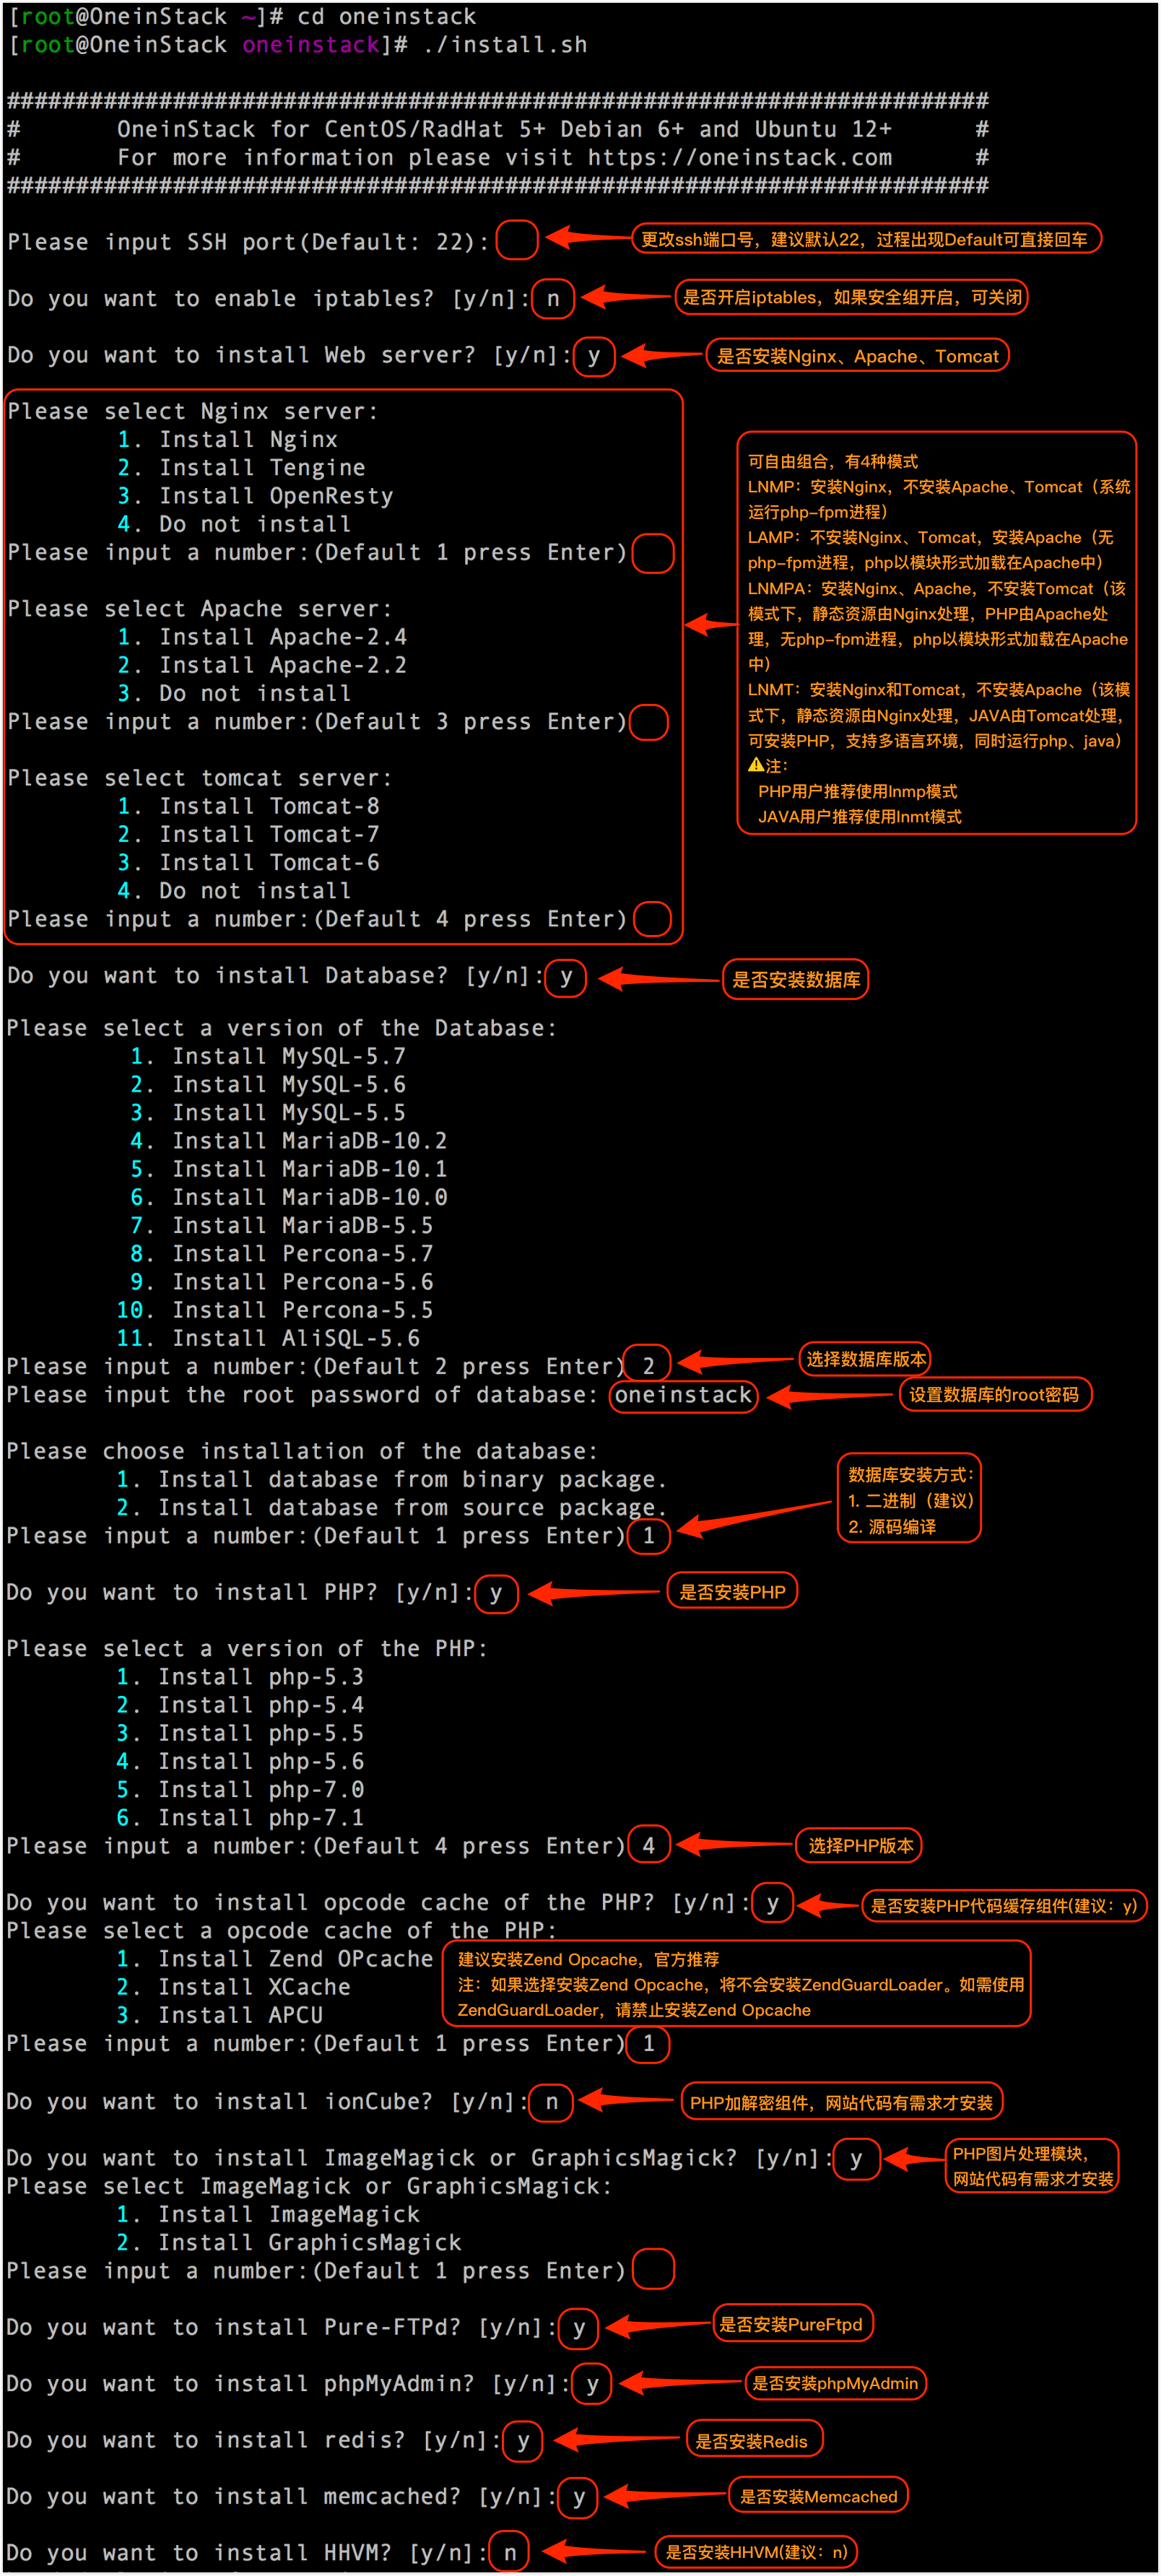 [root@OneinStack ~]# cd oneinstack
[root@OneinStack oneinstack]# ./install.sh
#######################################################################
#       OneinStack for CentOS/RadHat 5+ Debian 6+ and Ubuntu 12+      #
#       For more information please visit https://oneinstack.com      #
#######################################################################
Please input SSH port(Default: 22):
更改ssh端口号，建议默认22，过程出现Default可直接回车
Do you want to enable iptables? [y/n]: n
是否开启iptables，如果安全组开启，可关闭
Do you want to install Web server? [y/n]: y
是否安装Nginx、Apache、Tomcat
Please select Nginx server:
1. Install Nginx
2. Install Tengine
3. Install OpenResty
4. Do not install
Please input a number:(Default 1 press Enter)
Please select Apache server:
1. Install Apache-2.4
2. Install Apache-2.2
3. Do not install
Please input a number:(Default 3 press Enter)
Please select tomcat server:
1. Install Tomcat-8
2. Install Tomcat-7
3. Install Tomcat-6
4. Do not install
Please input a number:(Default 4 press Enter)
可自由组合，有4种模式
LNMP：安装Nginx，不安装Apache、Tomcat（系统
运行php-fpm进程）
LAMP：不安装Nginx、Tomcat，安装Apache（无
php-fpm进程，php以模块形式加载在Apache中）
LNMPA：安装Nginx、Apache，不安装Tomcat（该
模式下，静态资源由Nginx处理，PHP由Apache处
理，无php-fpm进程，php以模块形式加载在Apache
中）
LNMT：安装Nginx和Tomcat，不安装Apache（该模
式下，静态资源由Nginx处理，JAVA由Tomcat处理，
可安装PHP，支持多语言环境，同时运行php、java）
⚠️注：
PHP用户推荐使用lnmp模式
JAVA用户推荐使用lnmt模式
Do you want to install Database? [y/n]: y
是否安装数据库
Please select a version of the Database:
1. Install MySQL-5.7
2. Install MySQL-5.6
3. Install MySQL-5.5
4. Install MariaDB-10.2
5. Install MariaDB-10.1
6. Install MariaDB-10.0
7. Install MariaDB-5.5
8. Install Percona-5.7
9. Install Percona-5.6
10. Install Percona-5.5
11. Install AliSQL-5.6
Please input a number:(Default 2 press Enter) 2
选择数据库版本
Please input the root password of database: oneinstack
设置数据库的root密码
Please choose installation of the database:
1. Install database from binary package.
2. Install database from source package.
Please input a number:(Default 1 press Enter) 1
数据库安装方式：
1. 二进制（建议）
2. 源码编译
Do you want to install PHP? [y/n]: y
是否安装PHP
Please select a version of the PHP:
1. Install php-5.3
2. Install php-5.4
3. Install php-5.5
4. Install php-5.6
5. Install php-7.0
6. Install php-7.1
Please input a number:(Default 4 press Enter) 4
选择PHP版本
Do you want to install opcode cache of the PHP? [y/n]: y
是否安装PHP代码缓存组件(建议：y)
Please select a opcode cache of the PHP:
1. Install Zend OPcache
2. Install XCache
3. Install APCU
建议安装Zend Opcache，官方推荐
注：如果选择安装Zend Opcache，将不会安装ZendGuardLoader。如需使用
ZendGuardLoader，请禁止安装Zend Opcache
Please input a number:(Default 1 press Enter) 1
Do you want to install ionCube? [y/n]: n
PHP加解密组件，网站代码有需求才安装
Do you want to install ImageMagick or GraphicsMagick? [y/n]: y
PHP图片处理模块，
网站代码有需求才安装
Please select ImageMagick or GraphicsMagick:
1. Install ImageMagick
2. Install GraphicsMagick
Please input a number:(Default 1 press Enter)
Do you want to install Pure-FTPd? [y/n]: y
是否安装PureFtpd
Do you want to install phpMyAdmin? [y/n]: y
是否安装phpMyAdmin
Do you want to install redis? [y/n]: y
是否安装Redis
Do you want to install memcached? [y/n]: y
是否安装Memcached
Do you want to install HHVM? [y/n]: n
是否安装HHVM(建议：n)